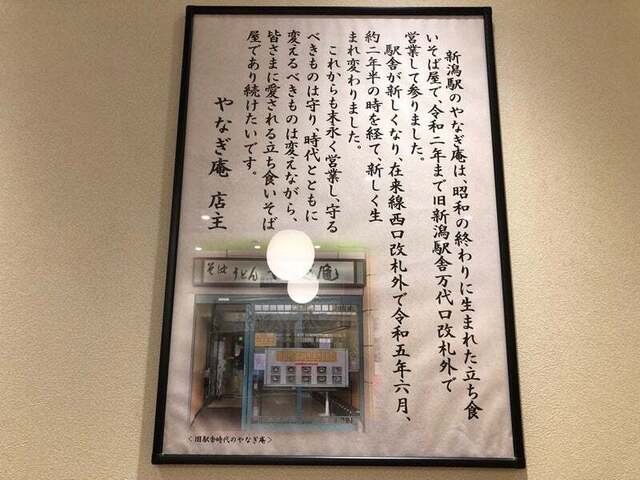 新潟駅のやなぎ庵は、昭和の終わりに生まれた立ち食
いそば屋で、令和二年まで旧新潟駅舎万代口改札外で
営業して参りました。
駅舎が新しくなり、在来線西口改札外で令和五年六月、
約二年半の時を経て、新しく生
まれ変わりました。
これからも末永く営業し、守る
べきものは守り、時代とともに
変えるべきものは変えながら、
皆さまに愛される立ち食いそば
屋であり続けたいです。
やなぎ庵 店主
そば うどん 庵
<旧駅舎時代のやなぎ庵>